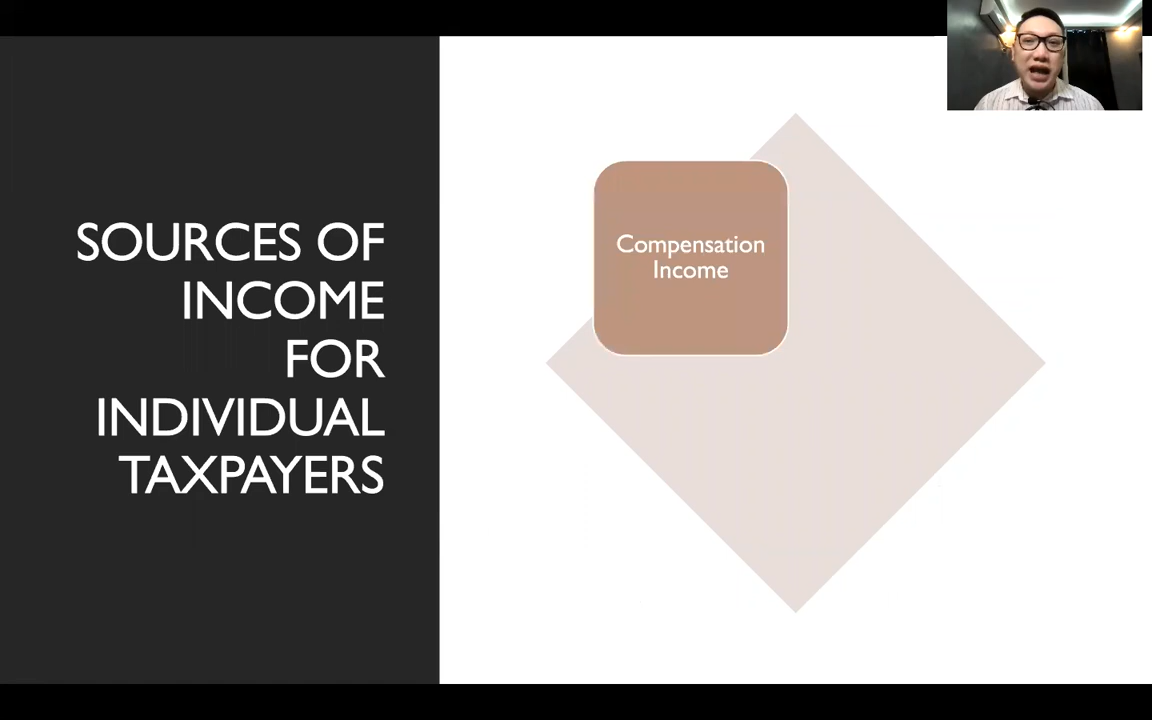 SOURCES OF
INCOME
FOR
INDIVIDUAL
TAXPAYERS
Compensation
Income